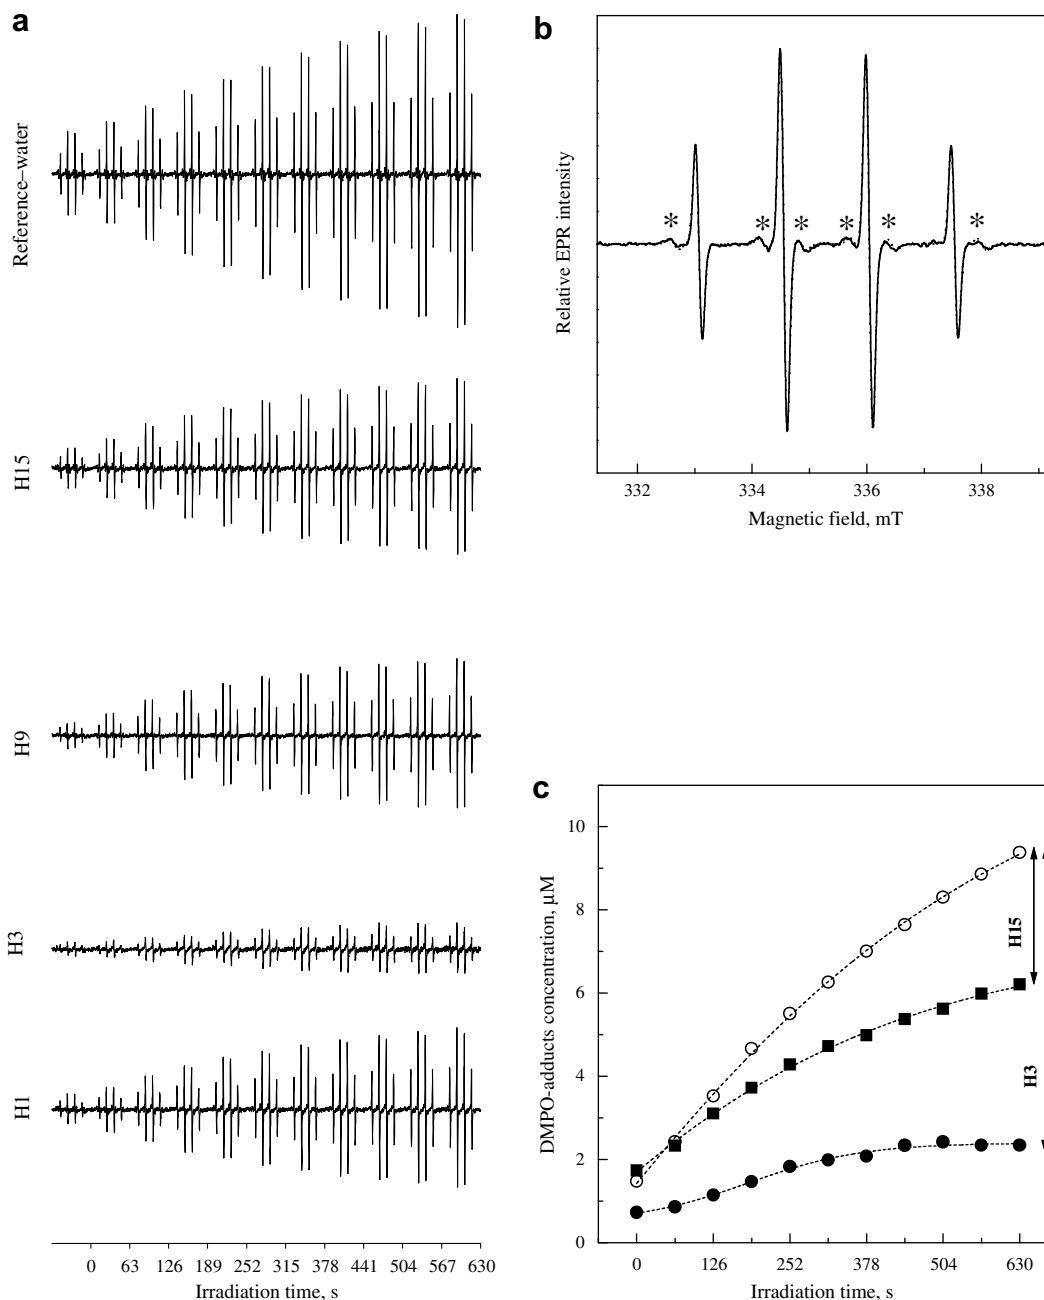 a
Reference–water
H15
H9
H3
H1
0 63 126 189 252 315 378 441 504 567 630
Irradiation time, s
b
Relative EPR intensity
* * * * * *
332 334 336 338
Magnetic field, mT
c
DMPO-adducts concentration, μM
10
8
6
4
2
0
H15
H3
0 126 252 378 504 630
Irradiation time, s